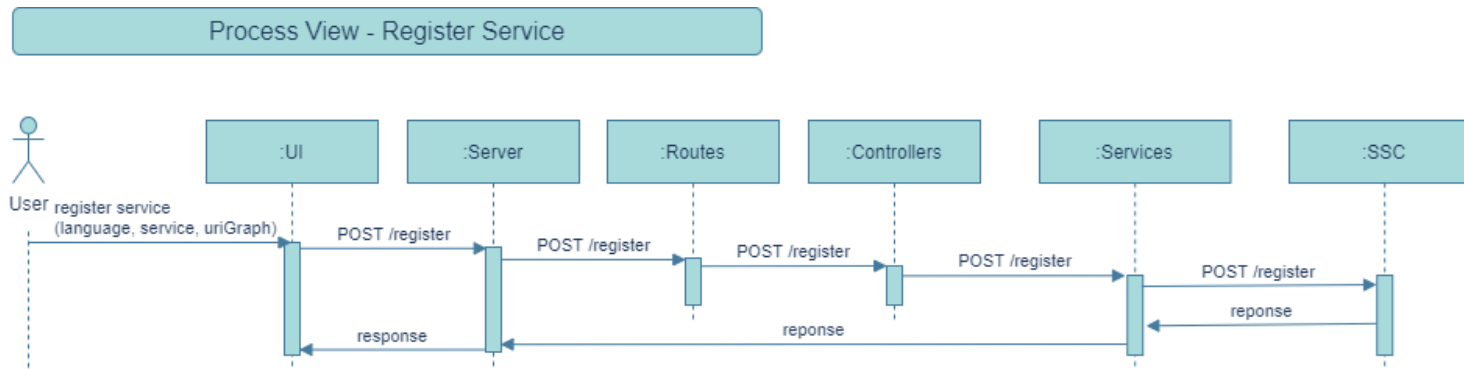 Process View - Register Service
:UI
:Server
:Routes
:Controllers
:Services
:SSC
User
register service
(language, service, uriGraph)
POST /register
POST /register
POST /register
POST /register
POST /register
reponse
reponse
response